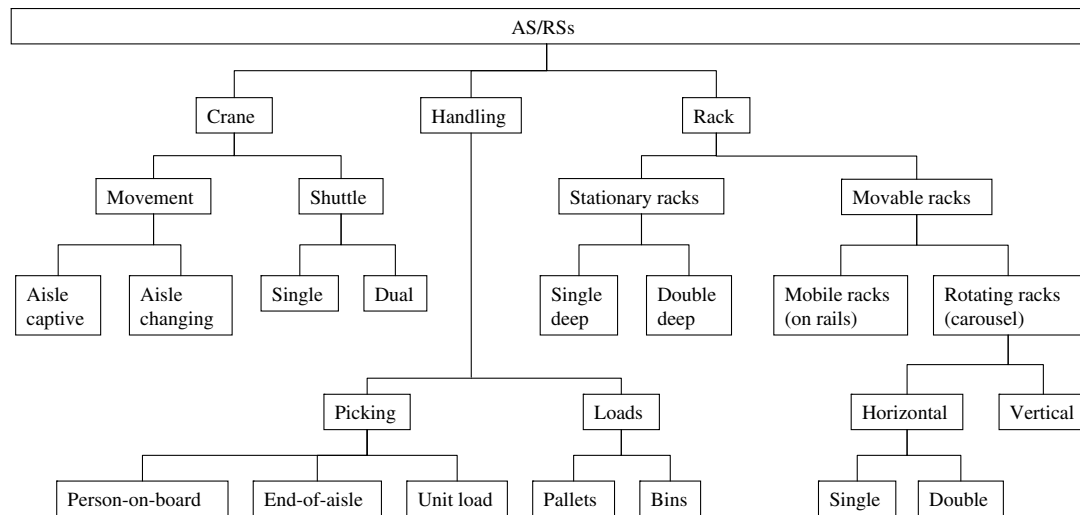 AS/RSs
Crane
Handling
Rack
Movement
Shuttle
Stationary racks
Movable racks
Aisle
captive
Aisle
changing
Single
Dual
Single
deep
Double
deep
Mobile racks
(on rails)
Rotating racks
(carousel)
Picking
Loads
Horizontal
Vertical
Person-on-board
End-of-aisle
Unit load
Pallets
Bins
Single
Double